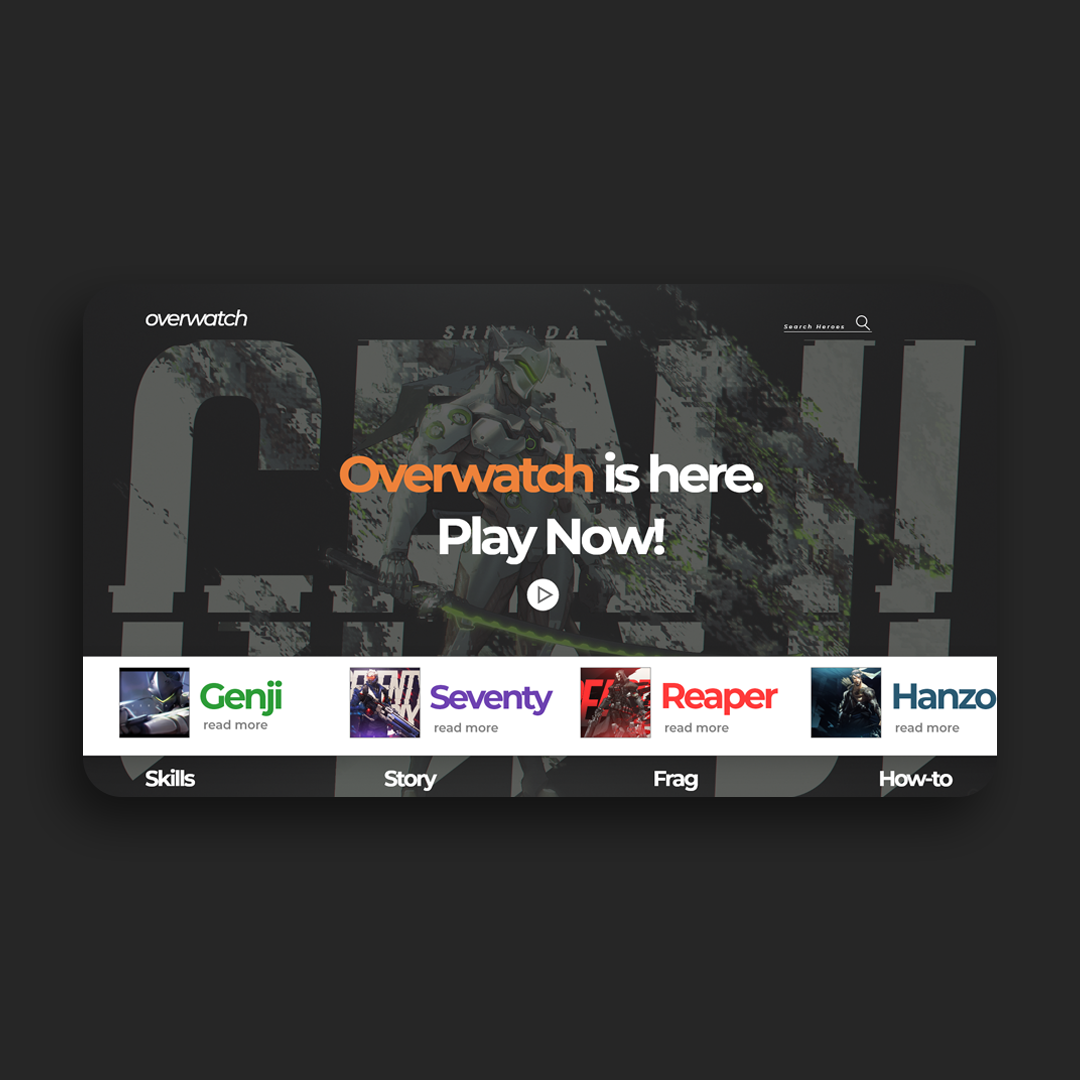 overwatch
SHIMADA
Search Heroes
GENJI
Overwatch is here.
Play Now!
Genji
read more
Seventy
read more
Reaper
read more
Hanzo
read more
Skills
Story
Frag
How-to